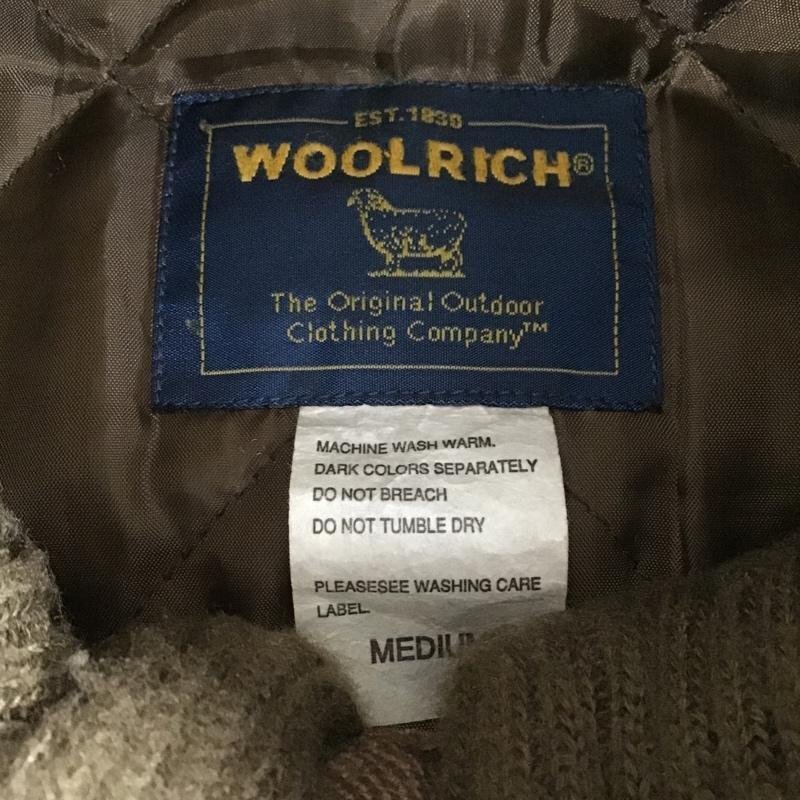 EST.1830
WOOLRICH®
The Original Outdoor
Clothing Company™
MACHINE WASH WARM.
DARK COLORS SEPARATELY
DO NOT BREACH
DO NOT TUMBLE DRY
PLEASESEE WASHING CARE
LABEL.
MEDIUM